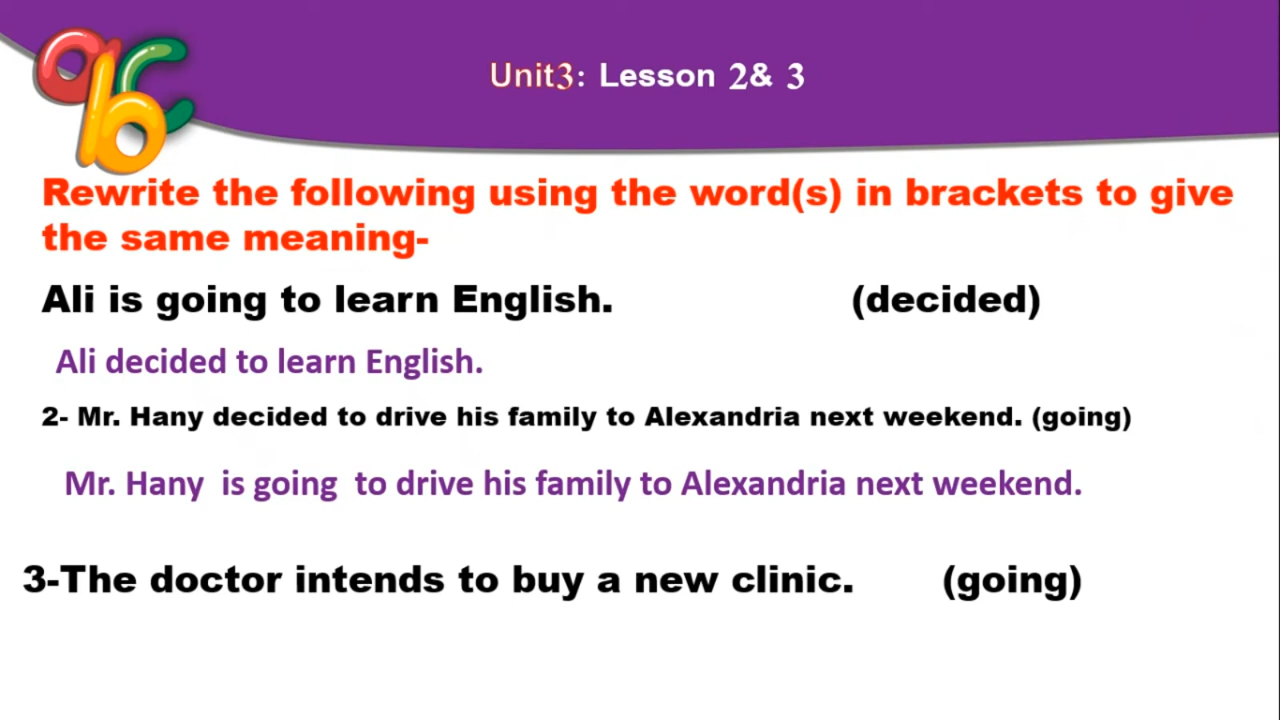 abc
Unit3: Lesson 2& 3
Rewrite the following using the word(s) in brackets to give
the same meaning-
Ali is going to learn English. (decided)
Ali decided to learn English.
2- Mr. Hany decided to drive his family to Alexandria next weekend. (going)
Mr. Hany is going to drive his family to Alexandria next weekend.
3-The doctor intends to buy a new clinic. (going)